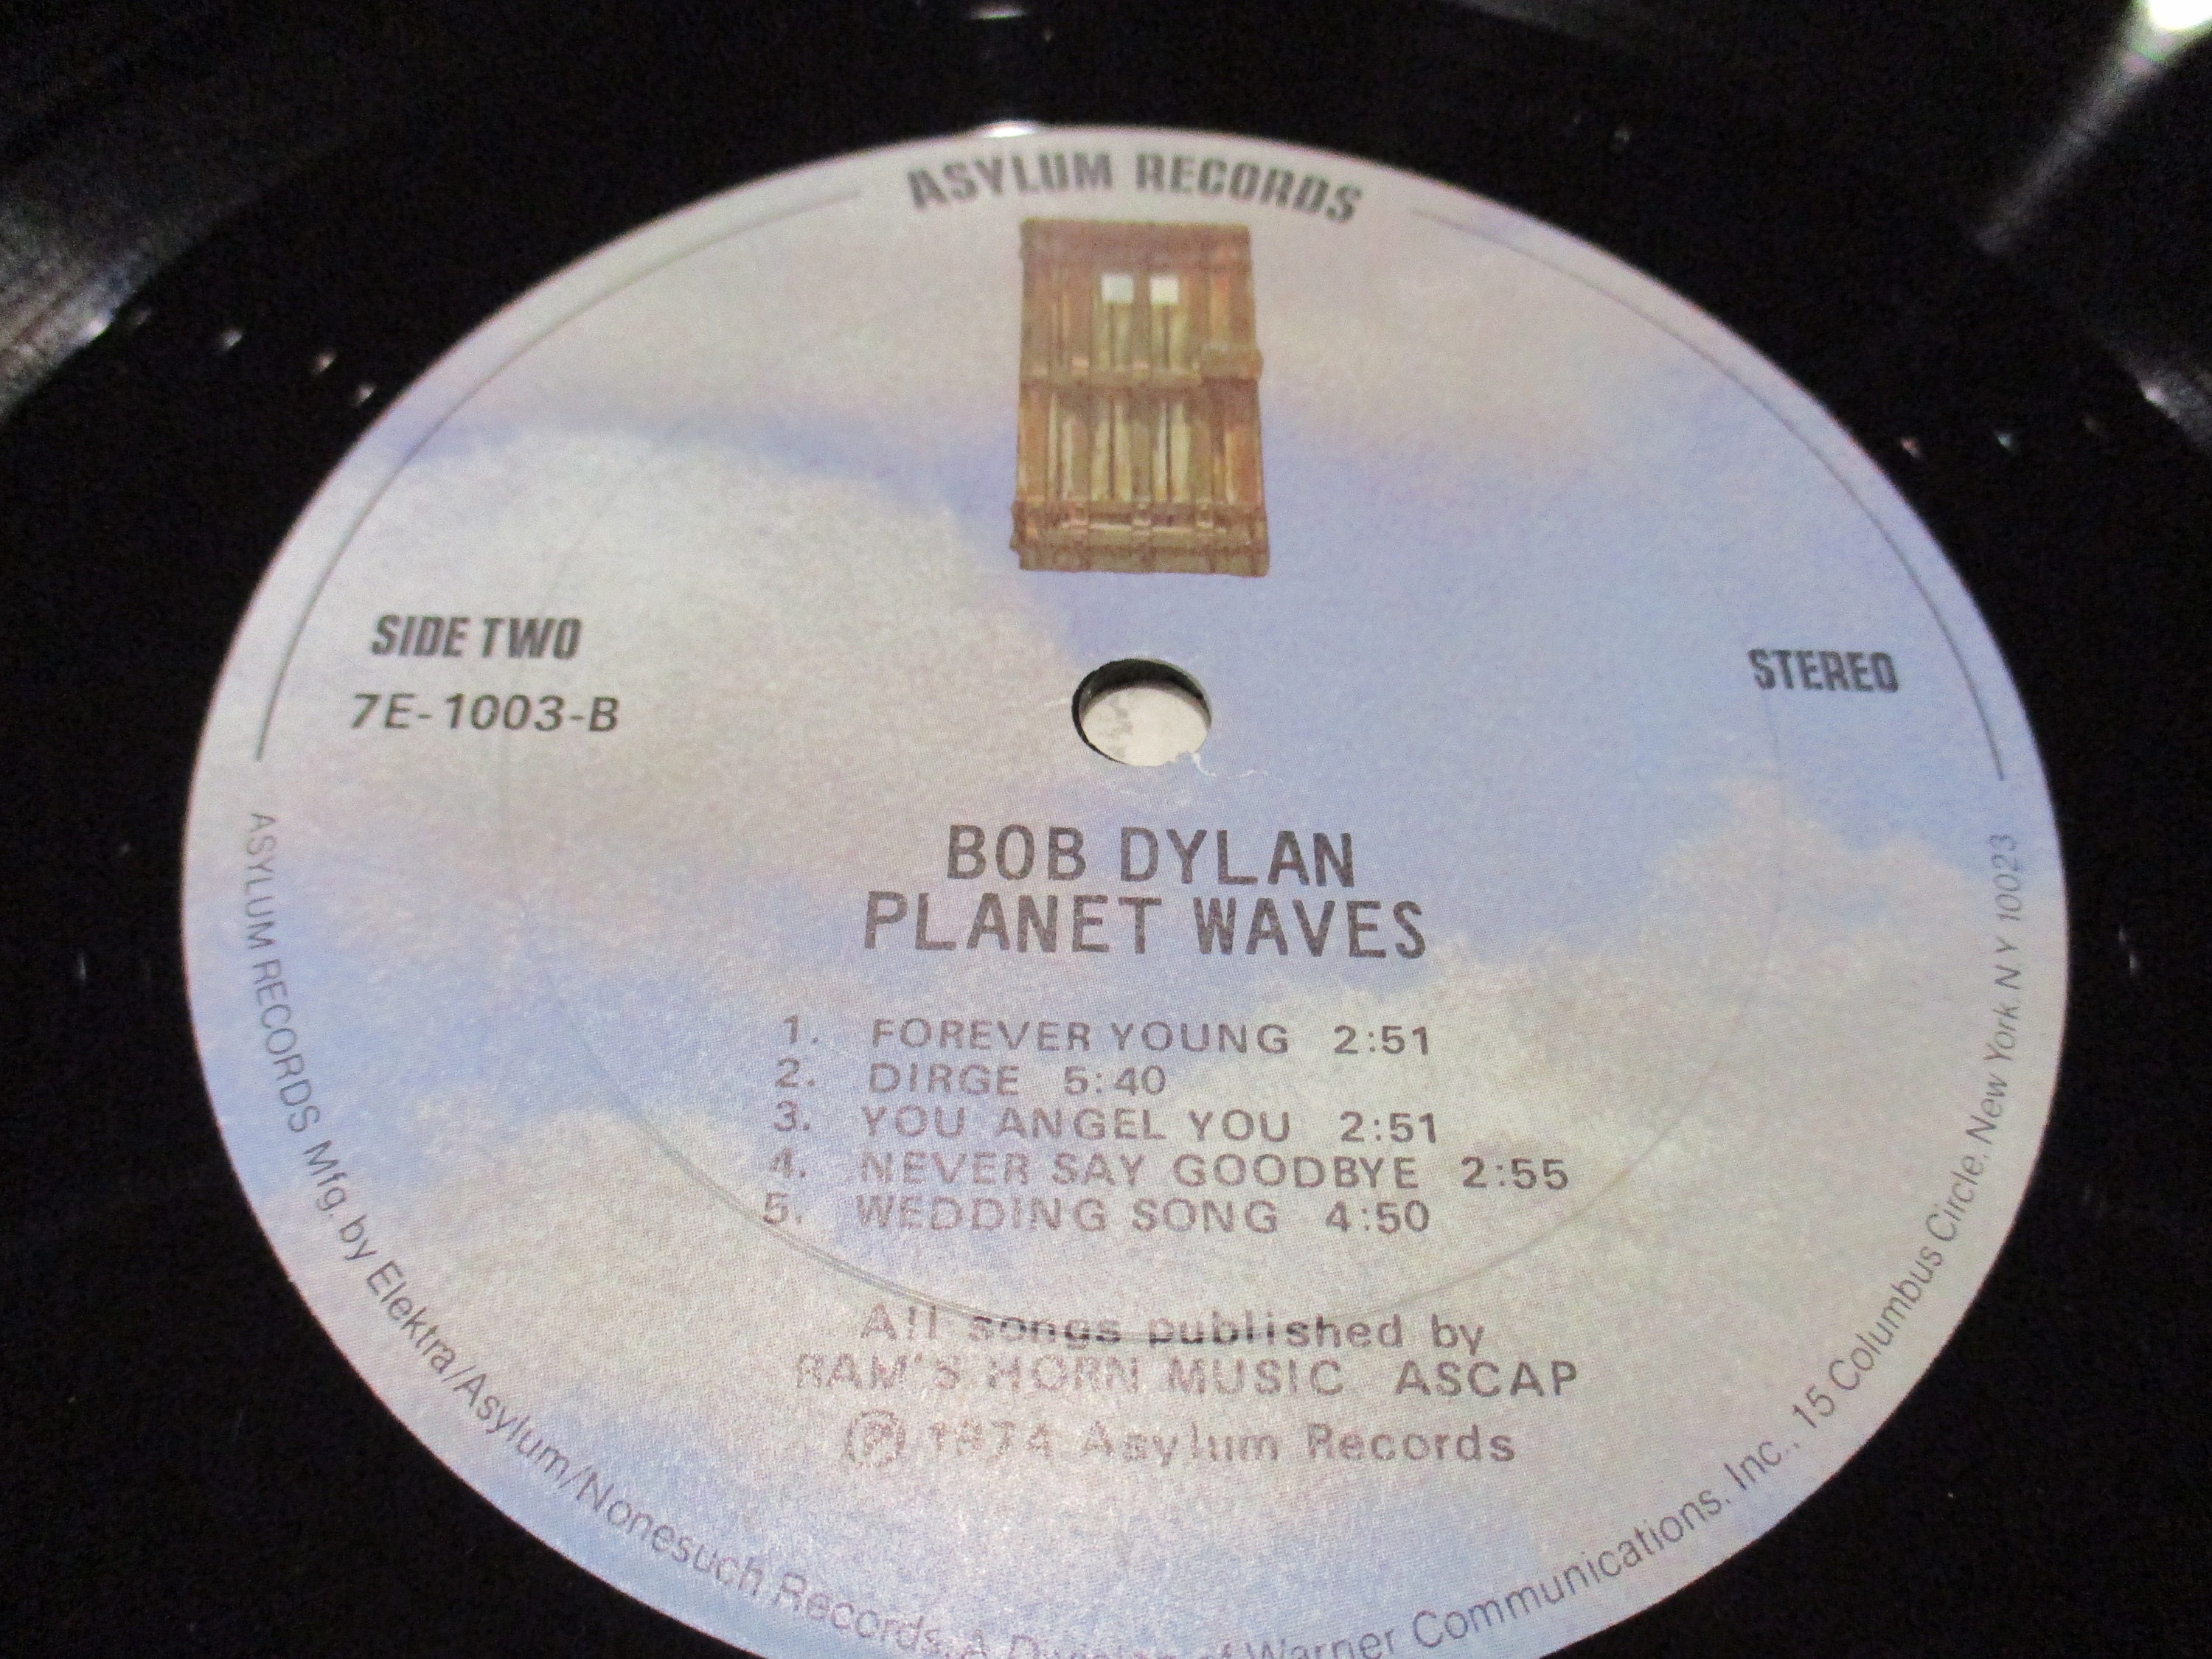 ASYLUM RECORDS
SIDE TWO
7E-1003-B
STEREO
BOB DYLAN
PLANET WAVES
1. FOREVER YOUNG 2:51
2. DIRGE 5:40
3. YOU ANGEL YOU 2:51
4. NEVER SAY GOODBYE 2:55
5. WEDDING SONG 4:50
All songs published by
RAM'S HORN MUSIC ASCAP
Ⓟ 1974 Asylum Records
ASYLUM RECORDS Mfg. by Elektra/Asylum/Nonesuch Records, A Division of Warner Communications, Inc., 15 Columbus Circle, New York, N.Y. 10023